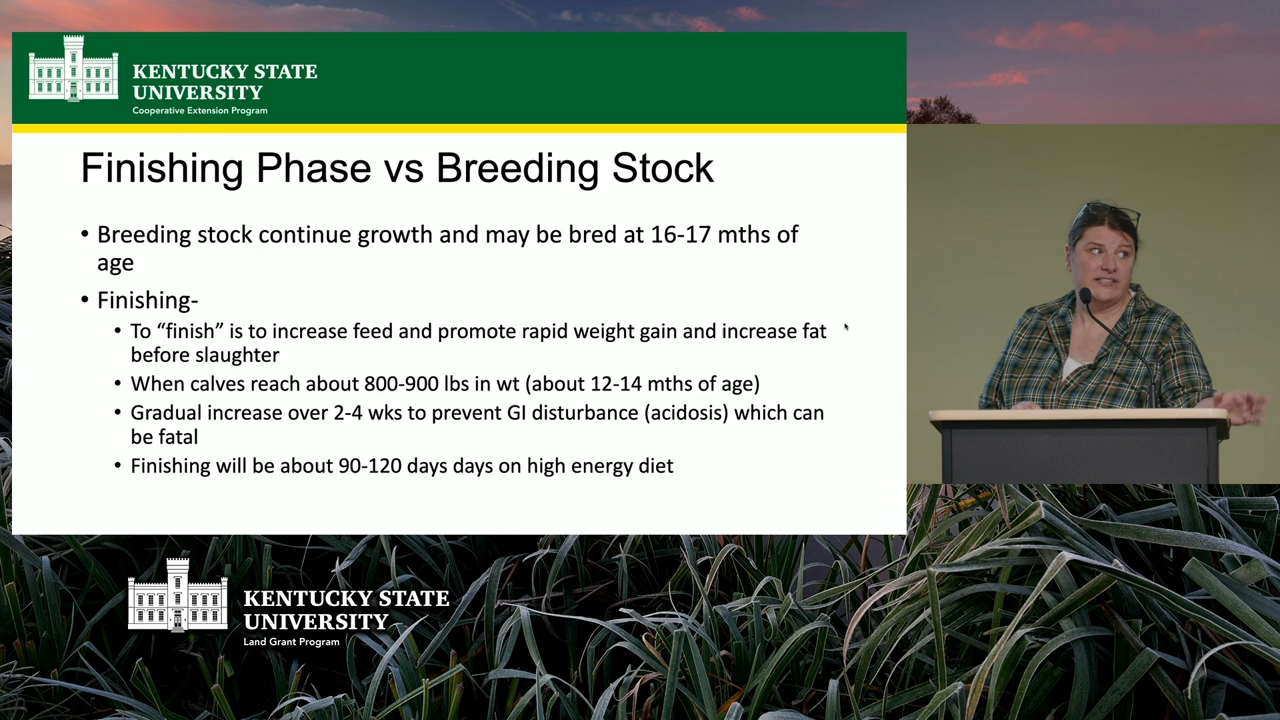 KENTUCKY STATE
UNIVERSITY
Cooperative Extension Program
Finishing Phase vs Breeding Stock
• Breeding stock continue growth and may be bred at 16-17 mths of
age
• Finishing-
• To “finish” is to increase feed and promote rapid weight gain and increase fat
before slaughter
• When calves reach about 800-900 lbs in wt (about 12-14 mths of age)
• Gradual increase over 2-4 wks to prevent GI disturbance (acidosis) which can
be fatal
• Finishing will be about 90-120 days days on high energy diet
KENTUCKY STATE
UNIVERSITY
Land Grant Program